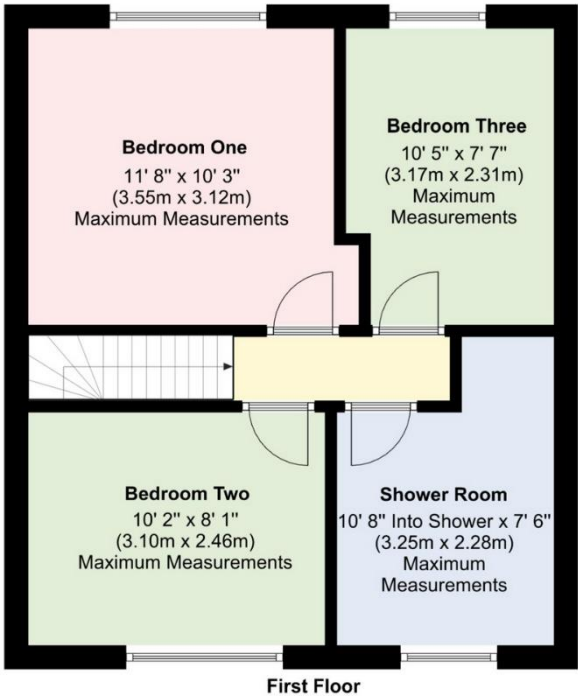 Bedroom One
11' 8" x 10' 3"
(3.55m x 3.12m)
Maximum Measurements
Bedroom Three
10' 5" x 7' 7"
(3.17m x 2.31m)
Maximum
Measurements
Bedroom Two
10' 2" x 8' 1"
(3.10m x 2.46m)
Maximum Measurements
Shower Room
10' 8" Into Shower x 7' 6"
(3.25m x 2.28m)
Maximum
Measurements
First Floor